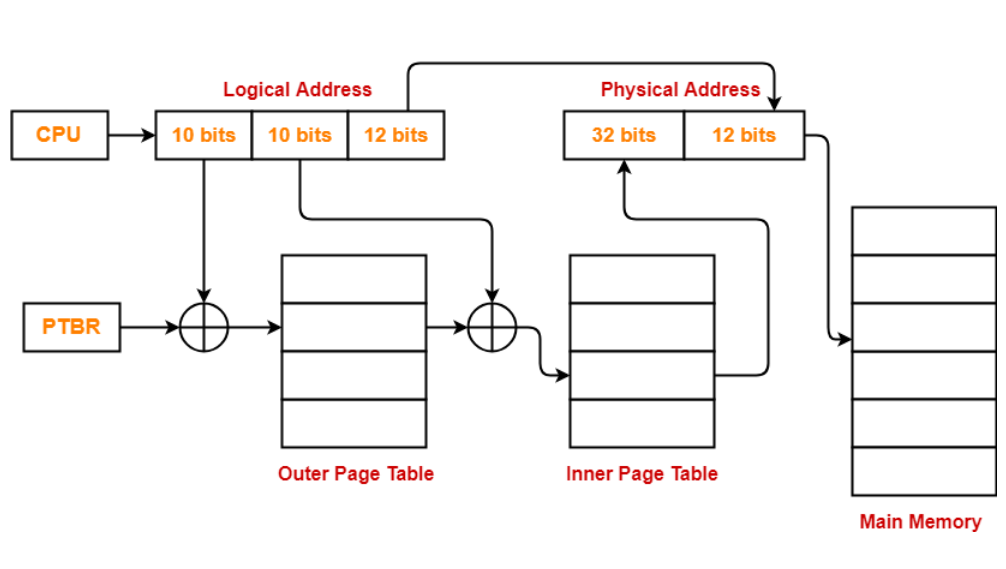 Logical Address
Physical Address
CPU
10 bits
10 bits
12 bits
32 bits
12 bits
PTBR
Outer Page Table
Inner Page Table
Main Memory